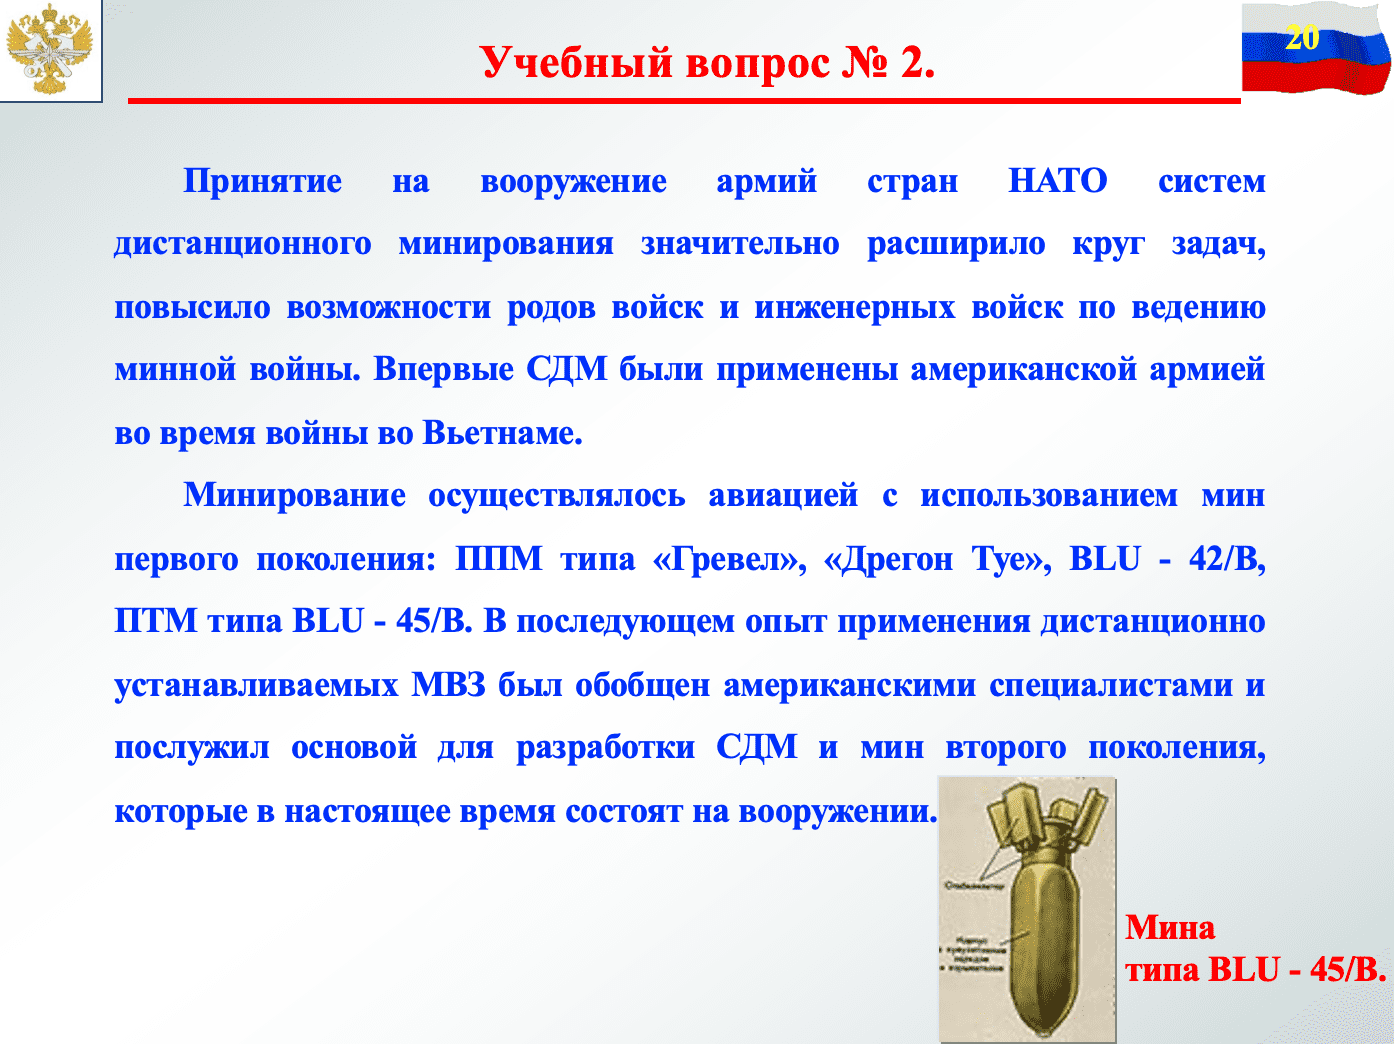 20
Учебный вопрос № 2.
Принятие на вооружение армий стран НАТО систем
дистанционного минирования значительно расширило круг задач,
повысило возможности родов войск и инженерных войск по ведению
минной войны. Впервые СДМ были применены американской армией
во время войны во Вьетнаме.
Минирование осуществлялось авиацией с использованием мин
первого поколения: ППМ типа «Гревел», «Дрегон Туе», BLU - 42/B,
ПТМ типа BLU - 45/B. В последующем опыт применения дистанционно
устанавливаемых МВЗ был обобщен американскими специалистами и
послужил основой для разработки СДМ и мин второго поколения,
которые в настоящее время состоят на вооружении.
Стабилизатор
Корпус
Мина
типа BLU - 45/B.